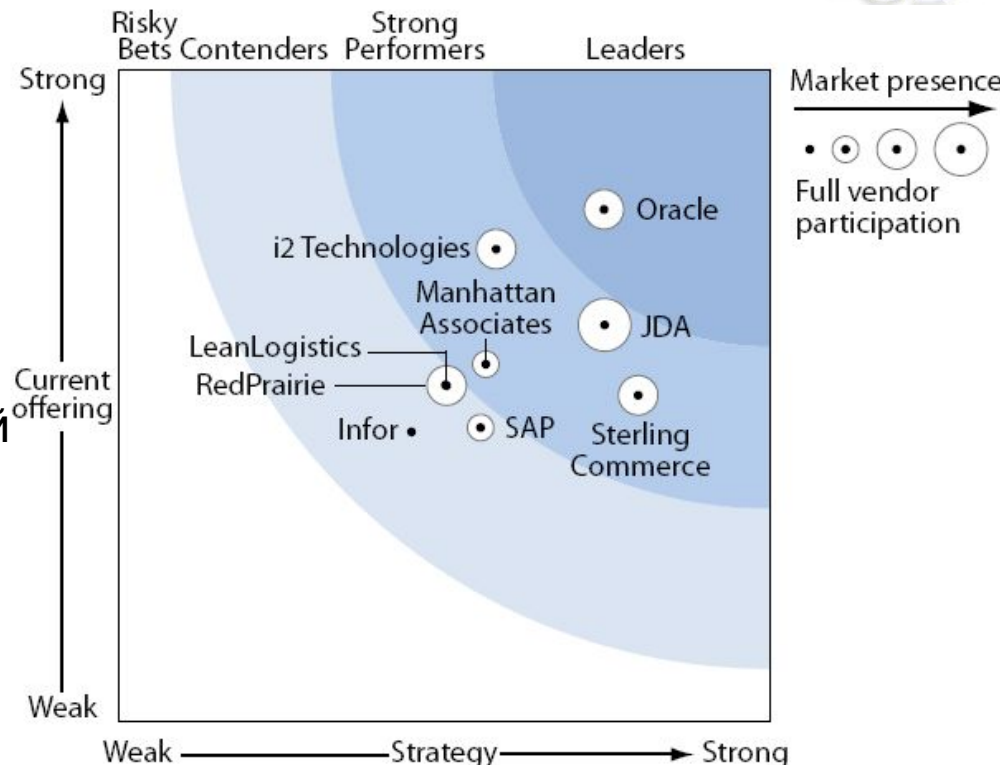 Risky
Bets
Contenders
Strong
Performers
Leaders
Strong
Market presence
Full vendor
participation
Oracle
i2 Technologies
Manhattan
Associates
JDA
LeanLogistics
RedPrairie
Current
offering
й
Infor
SAP
Sterling
Commerce
Weak
Weak
Strategy
Strong